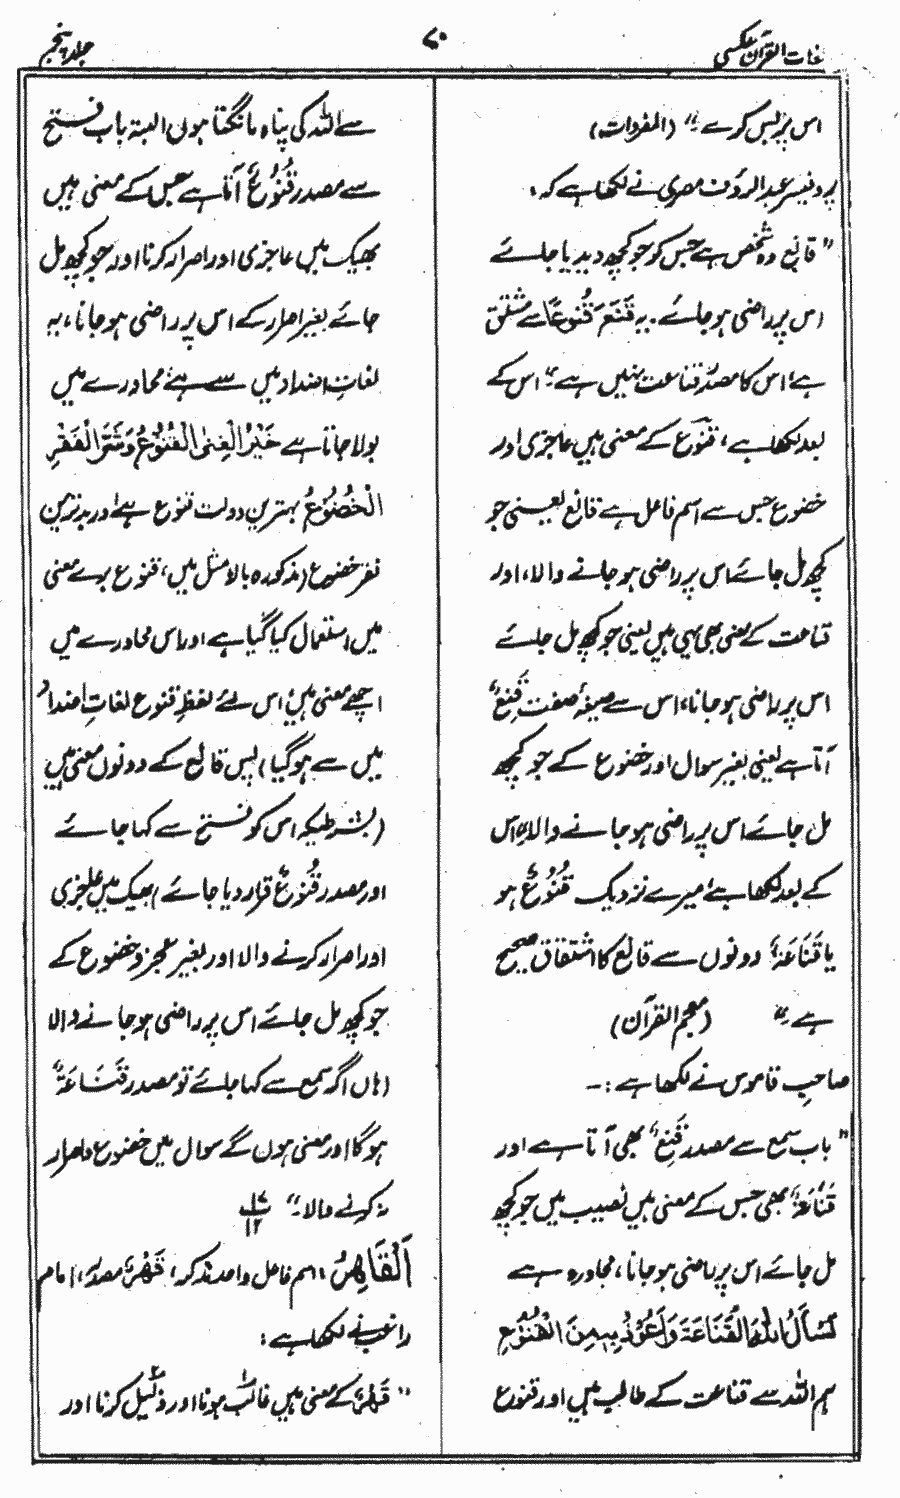 لغات القرآن عکسی
۷۰
جلد پنجم
اس پر بس کرے ۔" (المفردات)
پروفیسر عبدالرؤف مصری نے لکھا ہے کہ:
"قانع وہ شخص ہے جس کو جو کچھ دیدیا جائے
اس پر راضی ہو جائے۔ یہ قَنَعَ قُنُوعًا سے مشتق
ہے، اس کا مصدر قناعت نہیں ہے" اس کے
بعد لکھا ہے، قنوع کے معنی ہیں عاجزی اور
خضوع جس سے اسم فاعل ہے قانع یعنی جو
کچھ مل جائے اس پر راضی ہو جانے والا، اور
قناعت کے معنی بھی یہی ہیں یعنی جو کچھ مل جائے
اس پر راضی ہو جانا، اس سے صیغہ صفت قَنِعٌ
آتا ہے یعنی بغیر سوال اور خضوع کے جو کچھ
مل جائے اس پر راضی ہو جانے والا" اس
کے بعد لکھا ہے، میرے نزدیک قُنُوْعٌ ہو
یا قَنَاعَةٌ دونوں سے قانع کا اشتقاق صحیح
ہے ۔" (معجم القرآن)
صاحب قاموس نے لکھا ہے :۔
"باب سمع سے مصدر قَنِعَ بھی آتا ہے اور
قَنَاعَةٌ بھی جس کے معنی ہیں نصیب میں جو کچھ
مل جائے اس پر راضی ہو جانا، محاورہ ہے
نَسْاَلُ اللّٰهَ الْقَنَاعَةَ وَنَعُوْذُ بِهٖ مِنَ الْقُنُوْعِ
ہم اللہ سے قناعت کے طالب ہیں اور قنوع
سے اللہ کی پناہ مانگتا ہوں البتہ باب فتح
سے مصدر قُنُوْعٌ آتا ہے جس کے معنی ہیں
بھیک میں عاجزی اور اصرار کرنا اور جو کچھ مل
جائے بغیر اصرار کے اس پر راضی ہو جانا، یہ
لغاتِ اضداد میں سے ہے، محاورے میں
بولا جاتا ہے خَيْرُ الْغِنٰى الْقُنُوْعُ وَشَرُّ الْفَقْرِ
الْخُضُوْعُ بہترین دولت قنوع ہے اور بدترین
فقر خضوع (مذکورہ بالا مثل میں، قنوع برے معنی
میں استعمال کیا گیا ہے اور اس محاورے میں
اچھے معنی ہیں، اس لئے لفظِ قنوع لغاتِ اضداد
میں سے ہو گیا) پس قانع کے دونوں معنی ہیں
(بشرطیکہ اس کو فتح سے کہا جائے
اور مصدر قُنُوْعٌ قرار دیا جائے) بھیک میں عاجزی
اور اصرار کرنے والا اور بغیر عجز و خضوع کے
جو کچھ مل جائے اس پر راضی ہو جانے والا
(ہاں اگر سمع سے کہا جائے تو مصدر قَنَاعَةٌ
ہوگا اور معنی ہوں گے سوال میں خضوع و اصرار
نہ کرنے والا ۔" ۱۷/۱۲
اَلْقَاهِرُ، اسم فاعل واحد مذکر، قَهْرٌ مصدر، امام
راغب نے لکھا ہے :
"قَهْرٌ کے معنی ہیں غالب ہونا اور ذلیل کرنا اور